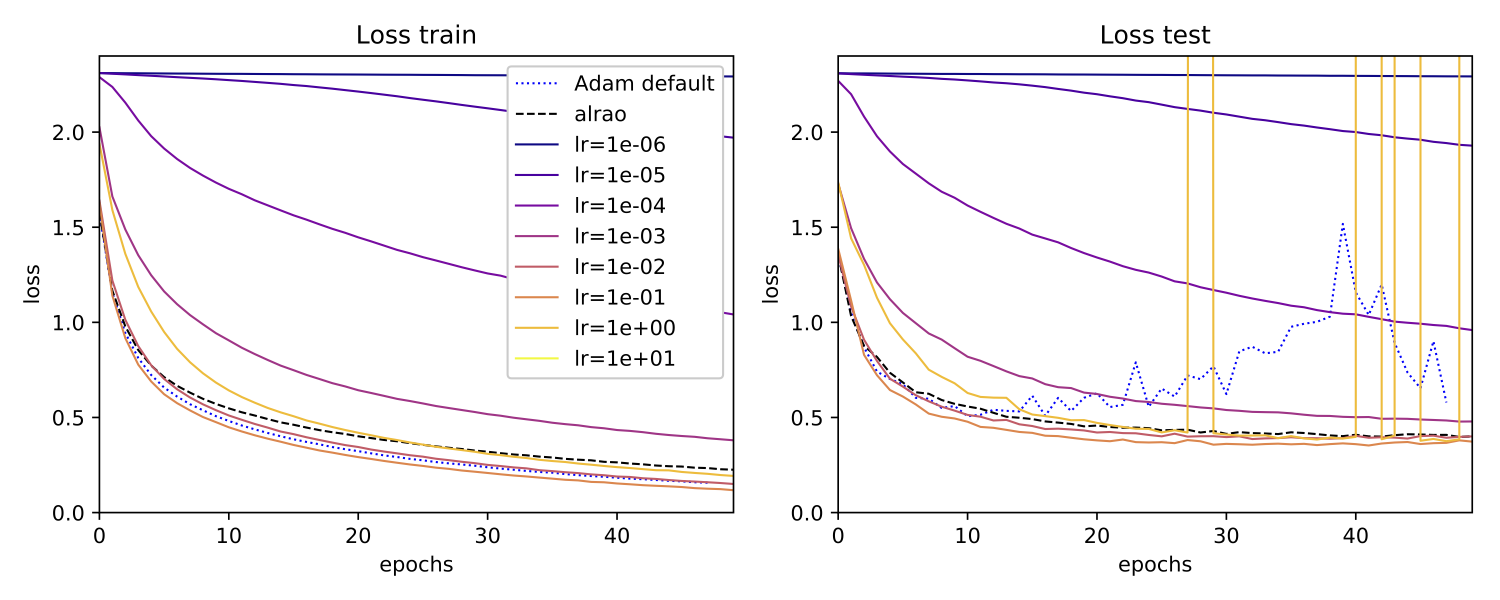 Loss train
loss
2.0
1.5
1.0
0.5
0.0
0 10 20 30 40
epochs
Adam default
alrao
lr=1e-06
lr=1e-05
lr=1e-04
lr=1e-03
lr=1e-02
lr=1e-01
lr=1e+00
lr=1e+01
Loss test
loss
2.0
1.5
1.0
0.5
0.0
0 10 20 30 40
epochs